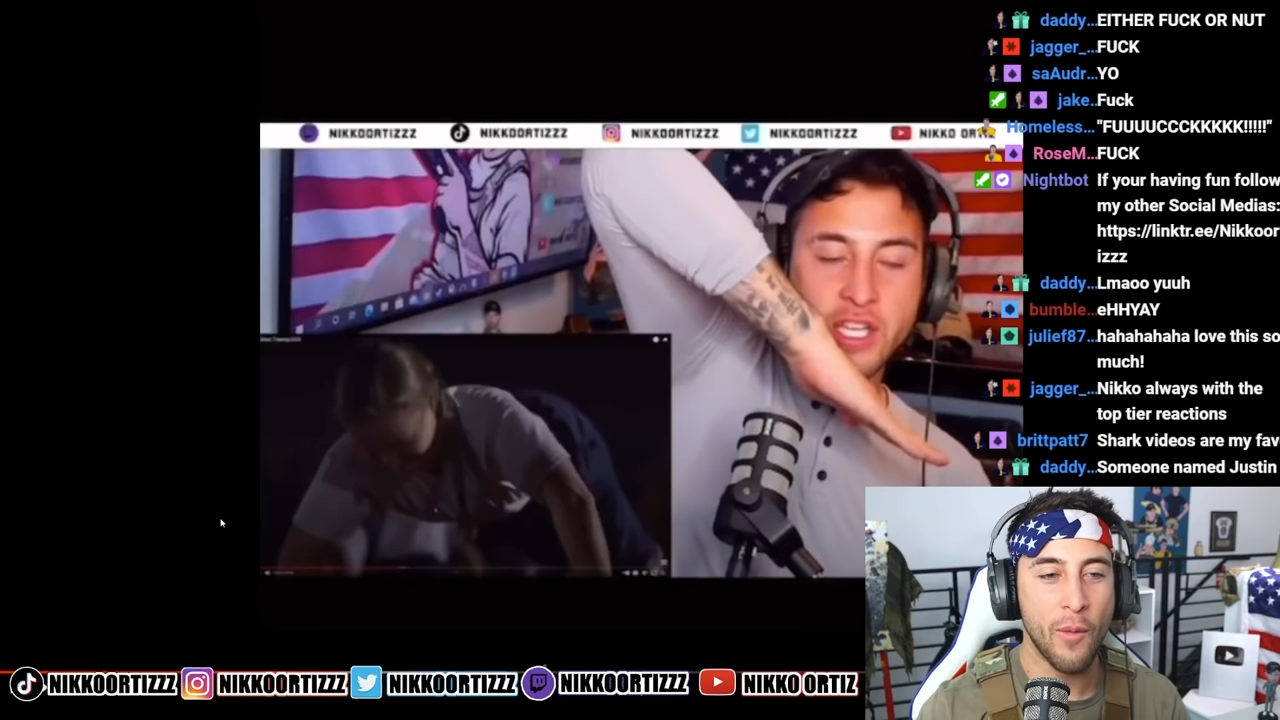 daddy...EITHER FUCK OR NUT
jagger_...FUCK
saAudr...YO
jake..Fuck
Homeless..."FUUUUCCCKKKKK!!!!!"
RoseM...FUCK
Nightbot If your having fun follow
my other Social Medias:
https://linktr.ee/Nikkoor
izzz
daddy...Lmaoo yuuh
bumble...eHHYAY
julief87...hahahahaha love this so
much!
jagger_...Nikko always with the
top tier reactions
brittpatt7 Shark videos are my fav
daddy...Someone named Justin
NIKKOORTIZZZ NIKKOORTIZZZ NIKKOORTIZZZ NIKKOORTIZZZ NIKKO
NIKKOORTIZZZ NIKKOORTIZZZ NIKKOORTIZZZ NIKKOORTIZZZ NIKKO ORTIZ